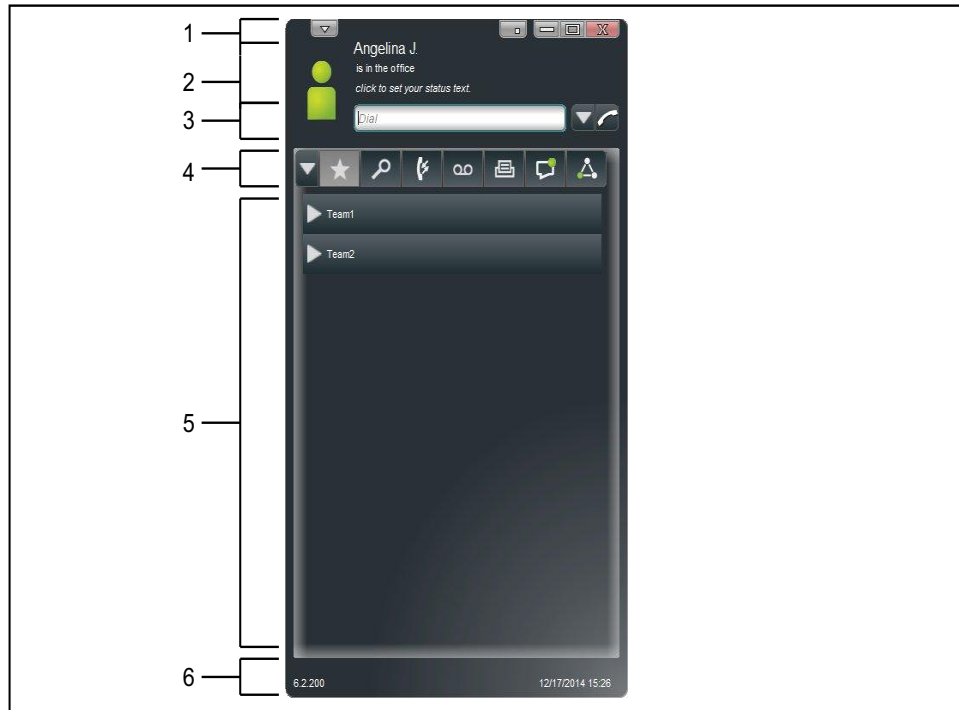 1
X
Angelina J.
2
is in the office
click to set your status text.
3
Dial
4
Team1
Team2
5
6
6.2.200
12/17/2014 15:26